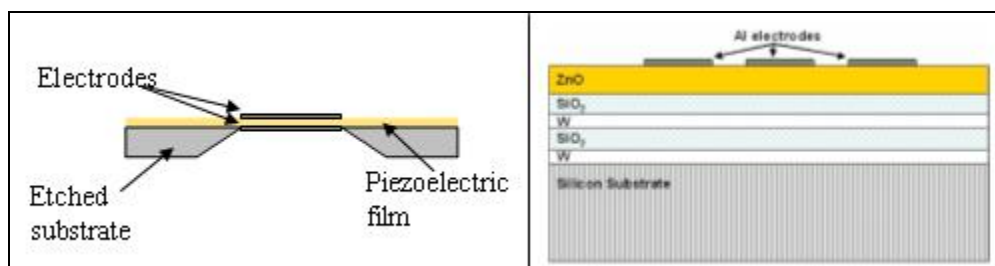 Electrodes
Etched
substrate
Piezoelectric
film
Al electrodes
ZnO
SiO₂
W
SiO₂
W
Silicon Substrate